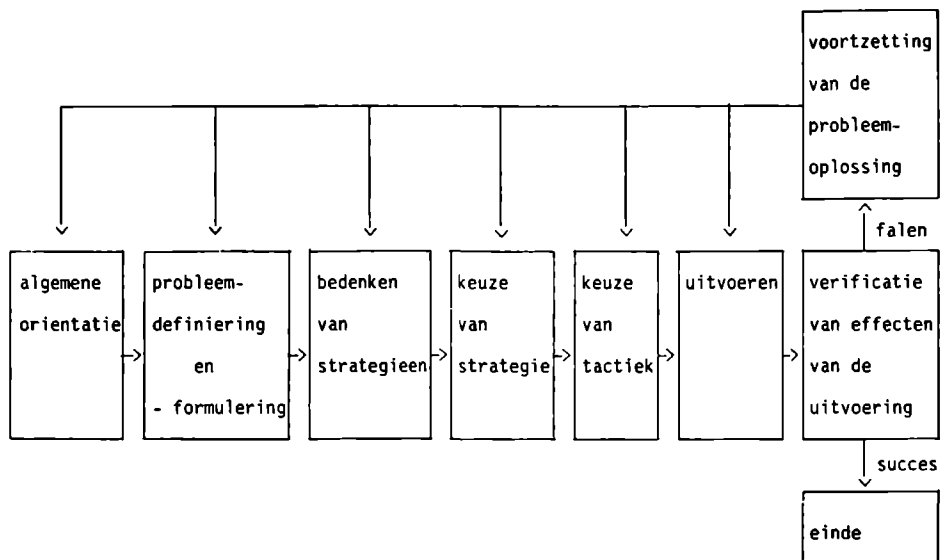 voortzetting
van de
probleem-
oplossing
falen
algemene
orientatie
probleem-
definiering
en
- formulering
bedenken
van
strategieen
keuze
van
strategie
keuze
van
tactiek
uitvoeren
verificatie
van effecten
van de
uitvoering
succes
einde